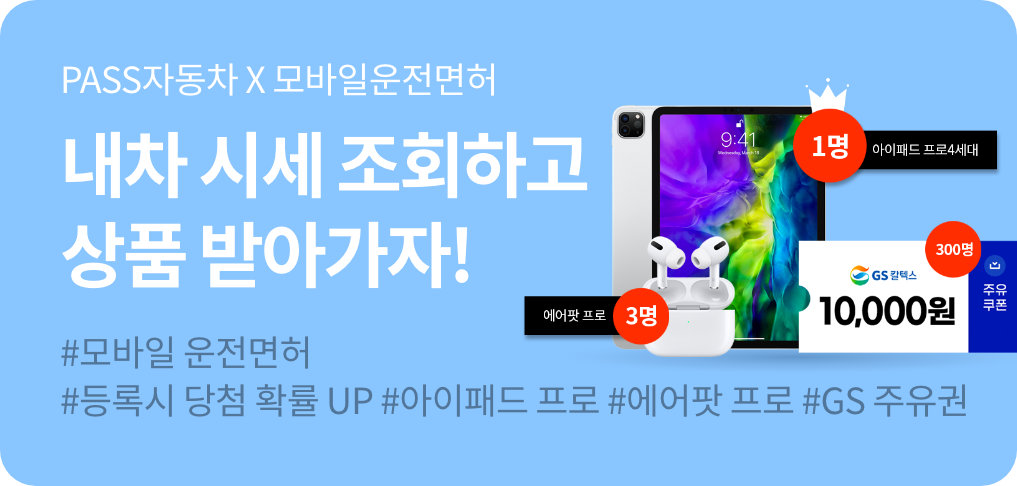 PASS자동차 X 모바일운전면허
내차 시세 조회하고
상품 받아가자!
#모바일 운전면허
#등록시 당첨 확률 UP #아이패드 프로 #에어팟 프로 #GS 주유권
9:41
1명
아이패드 프로4세대
300명
GS 칼텍스
10,000원
주유
쿠폰
에어팟 프로
3명